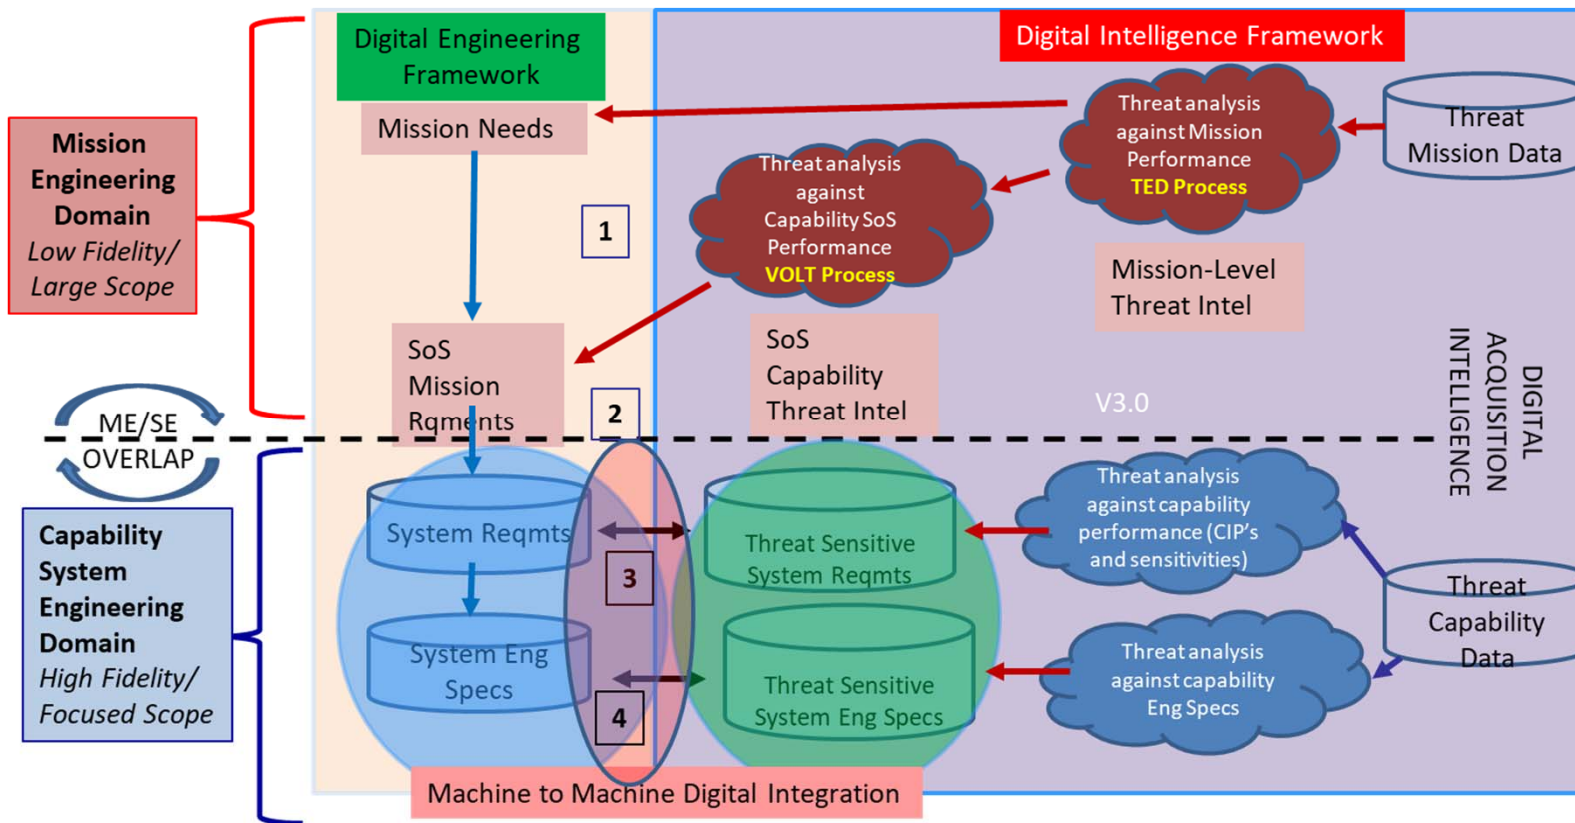 Digital Engineering
Framework
Digital Intelligence Framework
Mission
Engineering
Domain
Low Fidelity/
Large Scope
Mission Needs
Threat analysis
against Mission
Performance
TED Process
Threat
Mission Data
Threat analysis
against
Capability SoS
Performance
VOLT Process
1
Mission-Level
Threat Intel
SoS
Mission
Rqments
SoS
Capability
Threat Intel
2
V3.0
DIGITAL
ACQUISITION
INTELLIGENCE
ME/SE
OVERLAP
Capability
System
Engineering
Domain
High Fidelity/
Focused Scope
System Reqmts
3
Threat Sensitive
System Reqmts
Threat analysis
against capability
performance (CIP's
and sensitivities)
Threat
Capability
Data
System Eng
Specs
4
Threat Sensitive
System Eng Specs
Threat analysis
against capability
Eng Specs
Machine to Machine Digital Integration